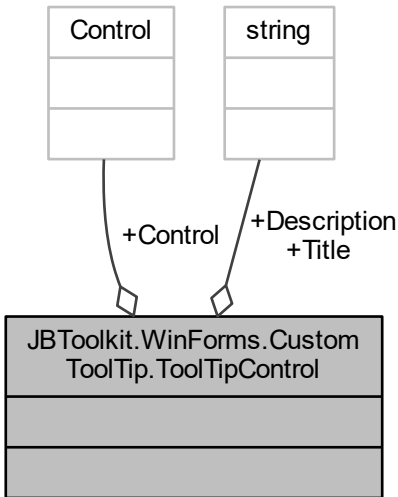 Control
string
+Control
+Description
+Title
JBToolkit.WinForms.Custom
ToolTip.ToolTipControl